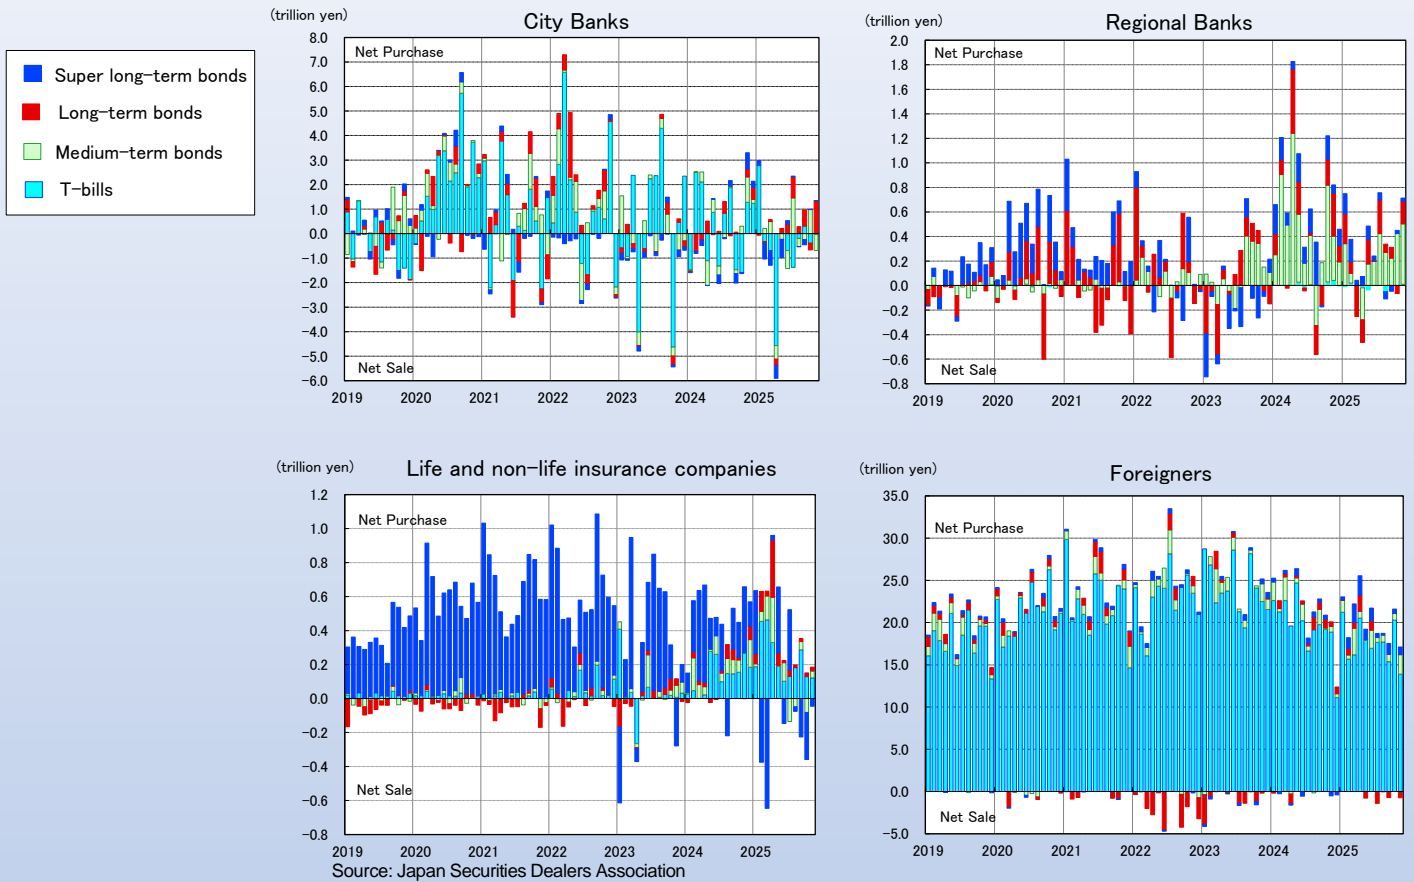 Super long-term bonds
Long-term bonds
Medium-term bonds
T-bills
(trillion yen)
City Banks
8.0
7.0
6.0
5.0
4.0
3.0
2.0
1.0
0.0
-1.0
-2.0
-3.0
-4.0
-5.0
-6.0
Net Purchase
Net Sale
2019 2020 2021 2022 2023 2024 2025
(trillion yen)
Regional Banks
2.0
1.8
1.6
1.4
1.2
1.0
0.8
0.6
0.4
0.2
0.0
-0.2
-0.4
-0.6
-0.8
Net Purchase
Net Sale
2019 2020 2021 2022 2023 2024 2025
(trillion yen)
Life and non-life insurance companies
1.2
1.0
0.8
0.6
0.4
0.2
0.0
-0.2
-0.4
-0.6
-0.8
Net Purchase
Net Sale
2019 2020 2021 2022 2023 2024 2025
(trillion yen)
Foreigners
35.0
30.0
25.0
20.0
15.0
10.0
5.0
0.0
-5.0
Net Purchase
Net Sale
2019 2020 2021 2022 2023 2024 2025
Source: Japan Securities Dealers Association